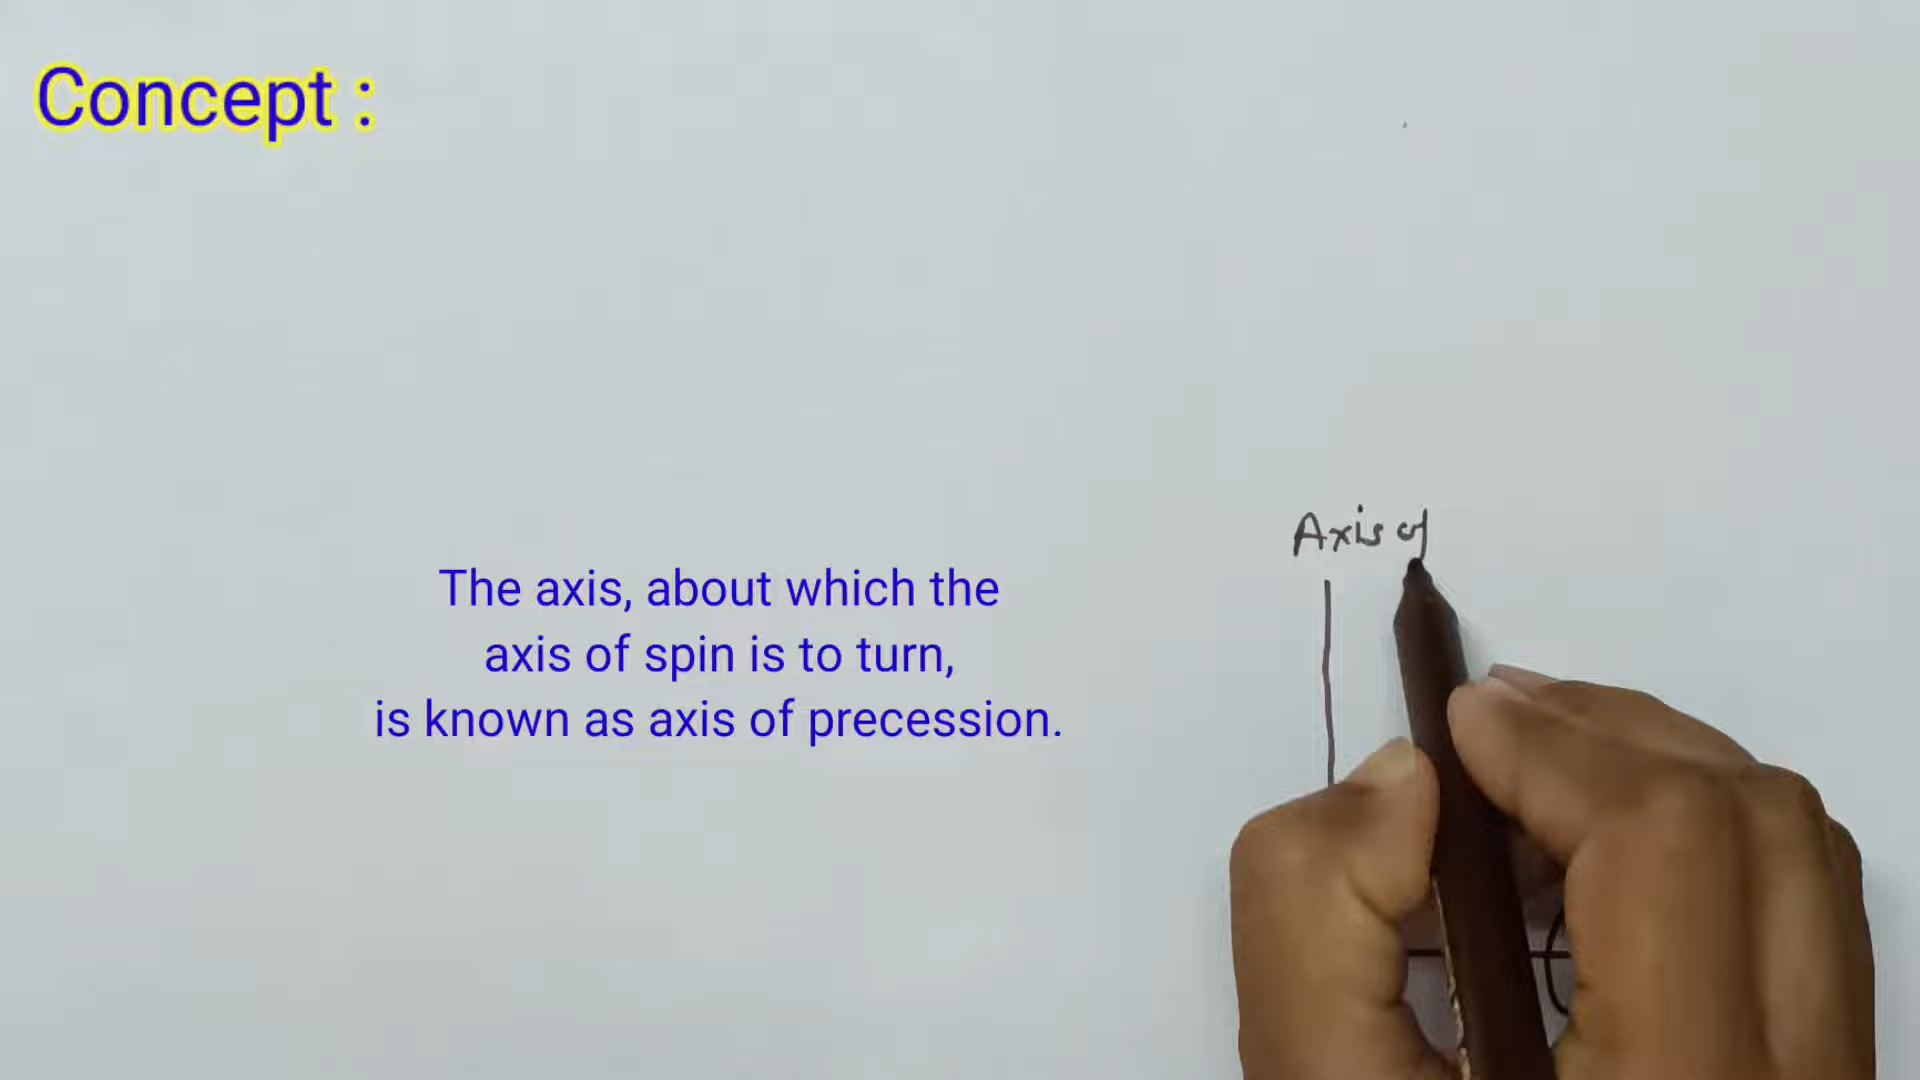 Concept :
Axis of
The axis, about which the
axis of spin is to turn,
is known as axis of precession.